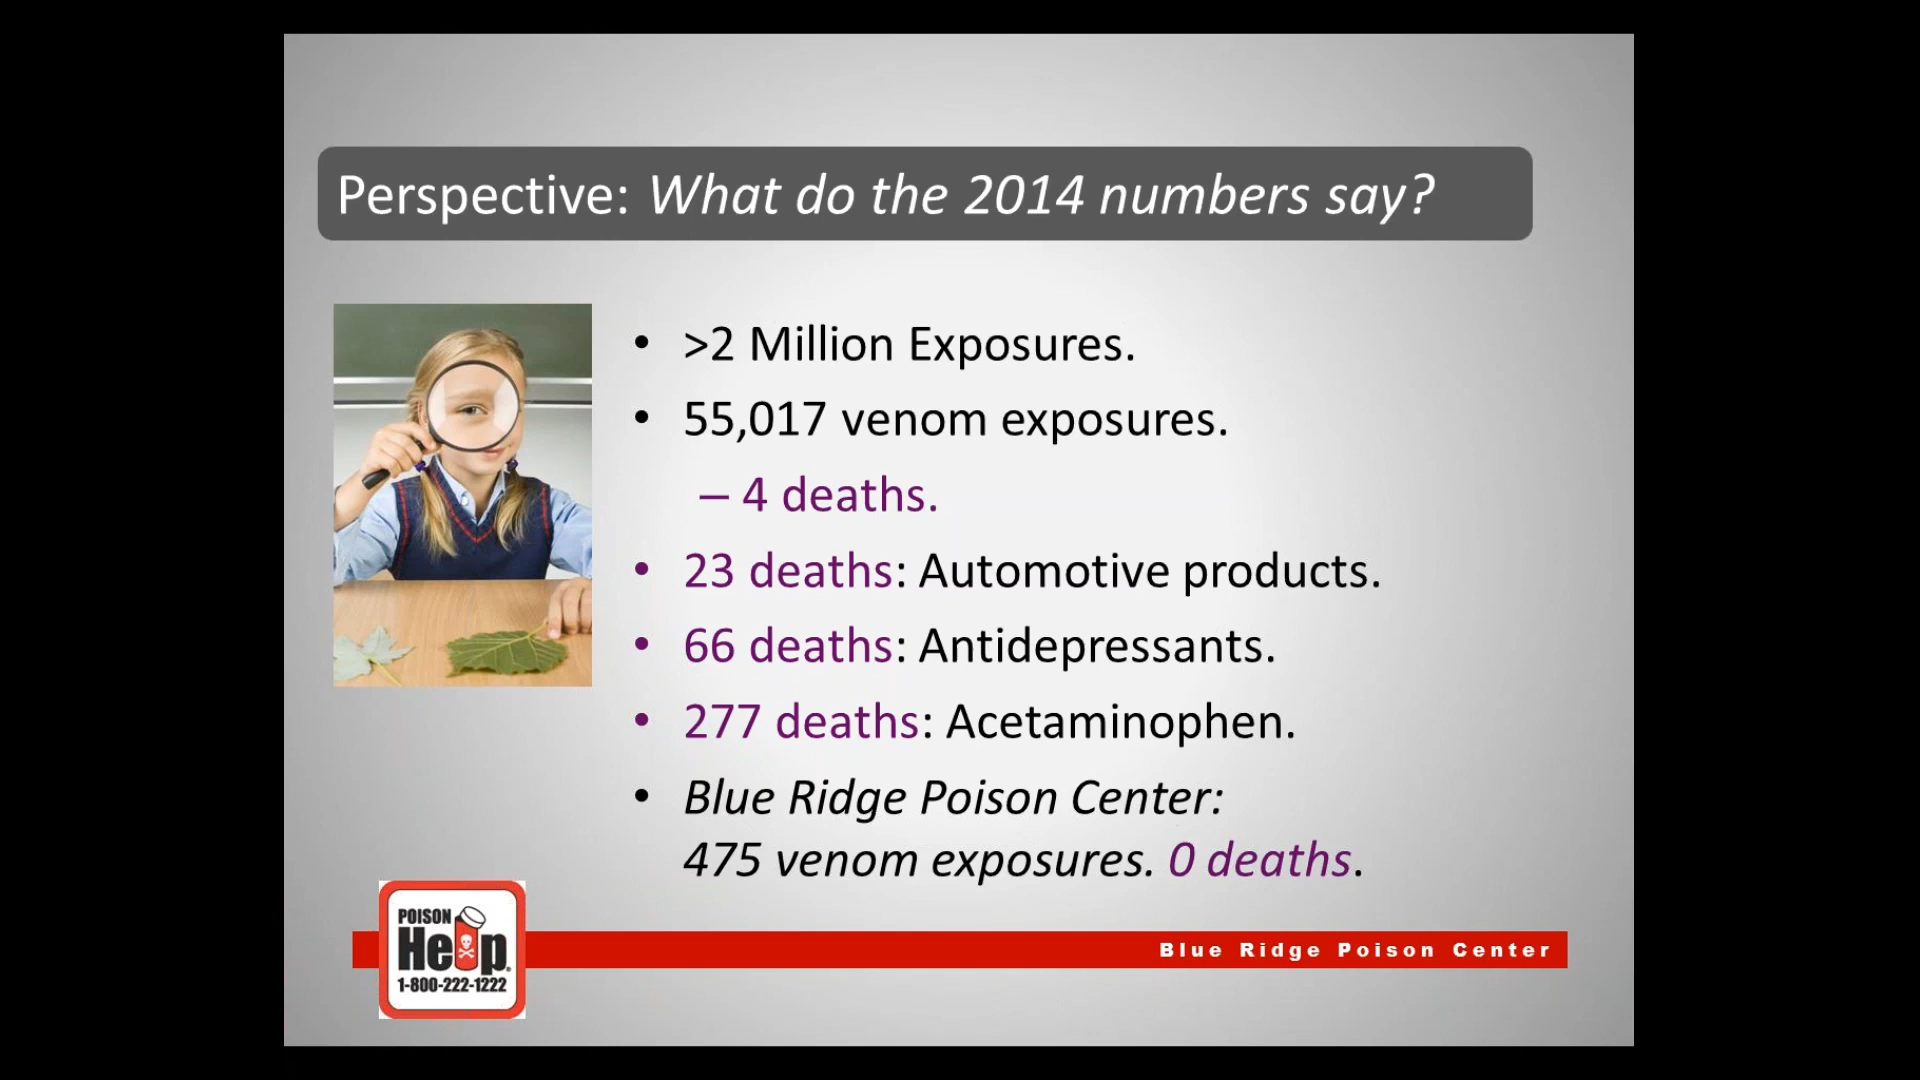 Perspective: What do the 2014 numbers say?
• >2 Million Exposures.
• 55,017 venom exposures.
– 4 deaths.
• 23 deaths: Automotive products.
• 66 deaths: Antidepressants.
• 277 deaths: Acetaminophen.
• Blue Ridge Poison Center:
475 venom exposures. 0 deaths.
POISON
Help®
1-800-222-1222
Blue Ridge Poison Center